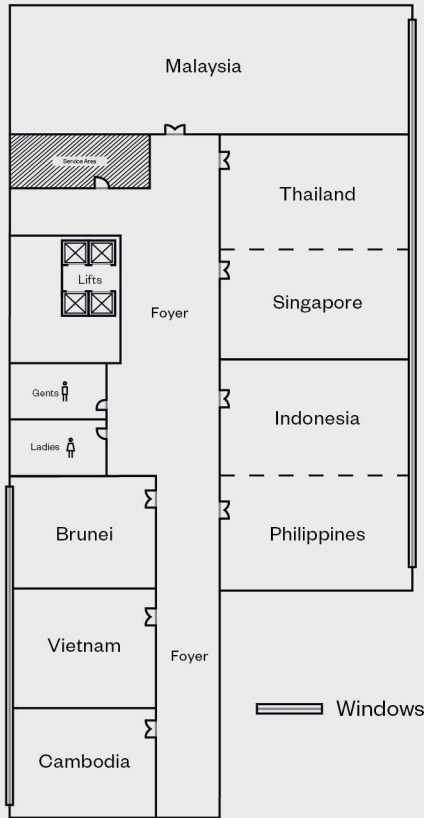 Malaysia
Service Area
Thailand
Lifts
Singapore
Foyer
Gents
Indonesia
Ladies
Brunei
Philippines
Vietnam
Foyer
Windows
Cambodia